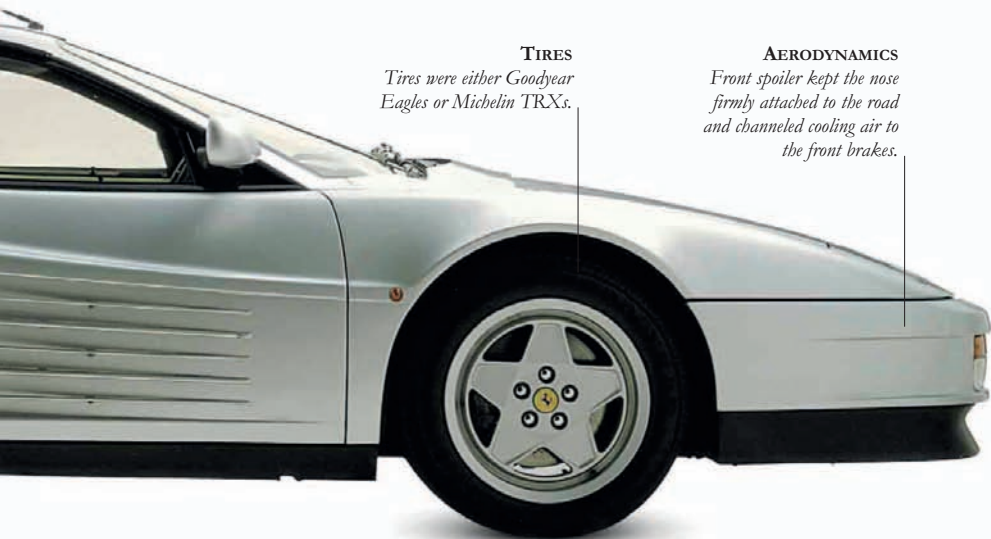 TIRES
Tires were either Goodyear
Eagles or Michelin TRXs.
AERODYNAMICS
Front spoiler kept the nose
firmly attached to the road
and channeled cooling air to
the front brakes.